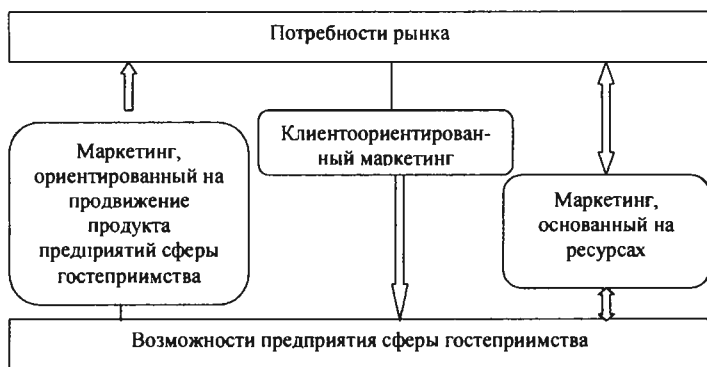 Потребности рынка
Клиентоориентирован-
ный маркетинг
Маркетинг,
ориентированный на
продвижение
продукта
предприятий сферы
гостеприимства
Маркетинг,
основанный на
ресурсах
Возможности предприятия сферы гостеприимства